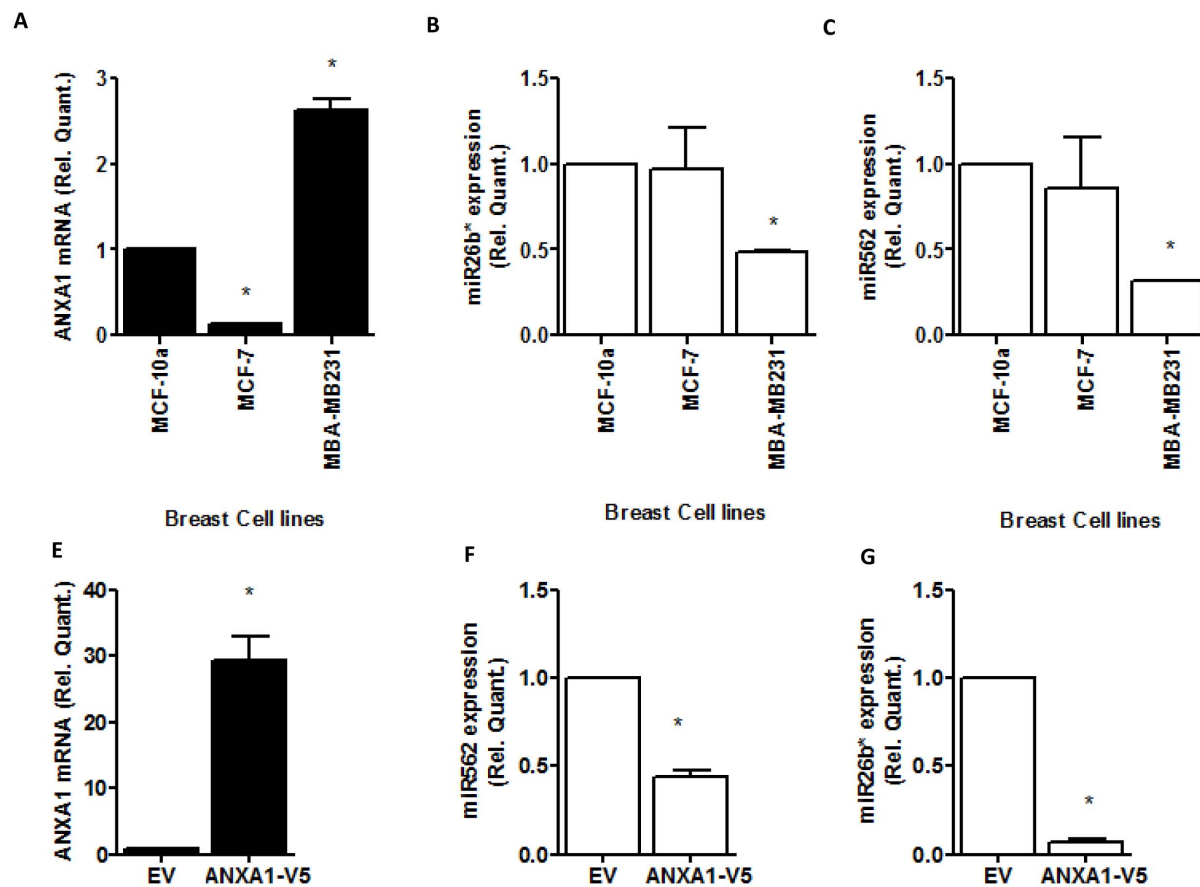 A
ANXA1 mRNA (Rel. Quant.)
3
2
1
0
*
*
MCF-10a
MCF-7
MBA-MB231
Breast Cell lines
B
miR26b* expression
(Rel. Quant.)
1.5
1.0
0.5
0.0
*
MCF-10a
MCF-7
MBA-MB231
Breast Cell lines
C
miR562 expression
(Rel. Quant.)
1.5
1.0
0.5
0.0
*
MCF-10a
MCF-7
MBA-MB231
Breast Cell lines
E
ANXA1 mRNA (Rel. Quant.)
40
30
20
10
0
*
EV ANXA1-V5
F
miR562 expression
(Rel. Quant.)
1.5
1.0
0.5
0.0
*
EV ANXA1-V5
G
miR26b* expression
(Rel. Quant.)
1.5
1.0
0.5
0.0
*
EV ANXA1-V5